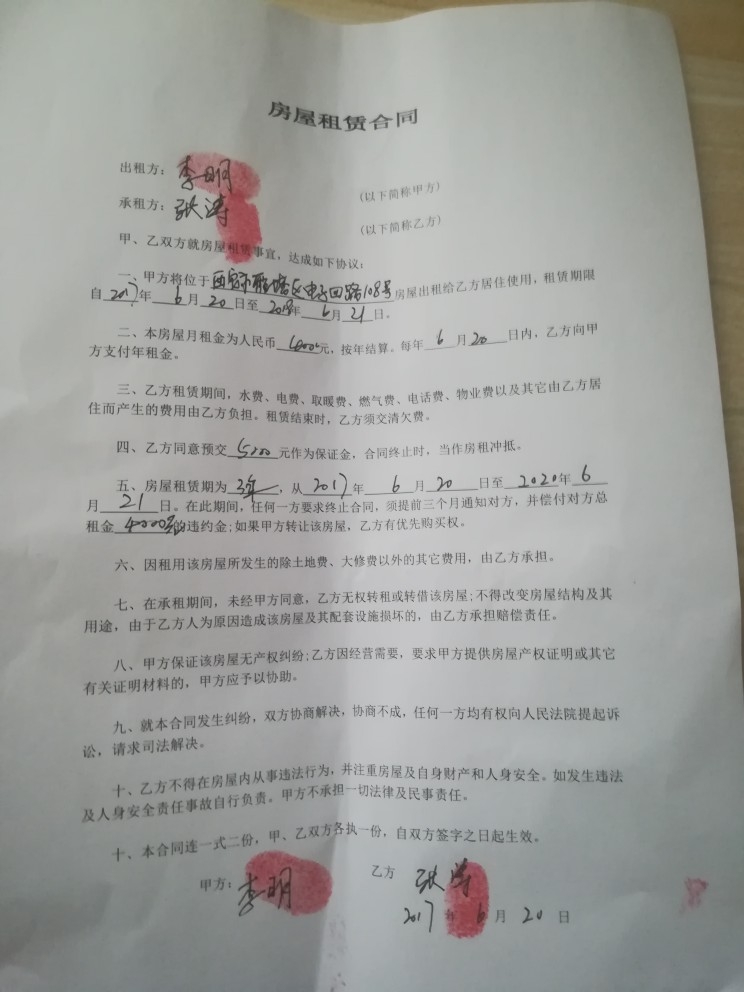 房屋租赁合同
出租方：李明
（以下简称甲方）
承租方：张涛
（以下简称乙方）
甲、乙双方就房屋租赁事宜，达成如下协议：
一、甲方将位于西安市雁塔区电子四路108号房屋出租给乙方居住使用，租赁期限
自2017年6月20日至2018年6月21日。
二、本房屋月租金为人民币元，按年结算。每年6月20日内，乙方向甲
方支付年租金。
三、乙方租赁期间，水费、电费、取暖费、燃气费、电话费、物业费以及其它由乙方居
住而产生的费用由乙方负担。租赁结束时，乙方须交清欠费。
四、乙方同意预交5200元作为保证金，合同终止时，当作房租冲抵。
五、房屋租赁期为3年，从2017年6月20日至2020年6
月21日。在此期间，任何一方要求终止合同，须提前三个月通知对方，并偿付对方总
租金40000的违约金;如果甲方转让该房屋，乙方有优先购买权。
六、因租用该房屋所发生的除土地费、大修费以外的其它费用，由乙方承担。
七、在承租期间，未经甲方同意，乙方无权转租或转借该房屋;不得改变房屋结构及其
用途，由于乙方人为原因造成该房屋及其配套设施损坏的，由乙方承担赔偿责任。
八、甲方保证该房屋无产权纠纷;乙方因经营需要，要求甲方提供房屋产权证明或其它
有关证明材料的，甲方应予以协助。
九、就本合同发生纠纷，双方协商解决，协商不成，任何一方均有权向人民法院提起诉
讼，请求司法解决。
十、乙方不得在房屋内从事违法行为，并注重房屋及自身财产和人身安全。如发生违法
及人身安全责任事故自行负责。甲方不承担一切法律及民事责任。
十、本合同连一式二份，甲、乙双方各执一份，自双方签字之日起生效。
甲方：李明
乙方 张涛
2017年6月20日